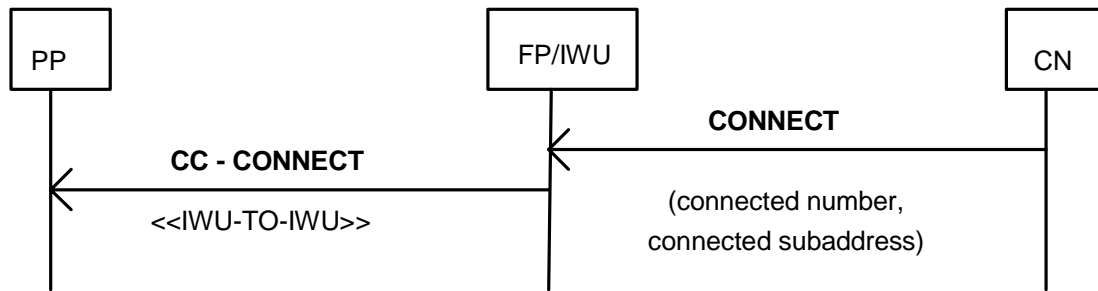 PP
FP/IWU
CN
CONNECT
CC - CONNECT
(connected number,
<<IWU-TO-IWU>>
connected subaddress)